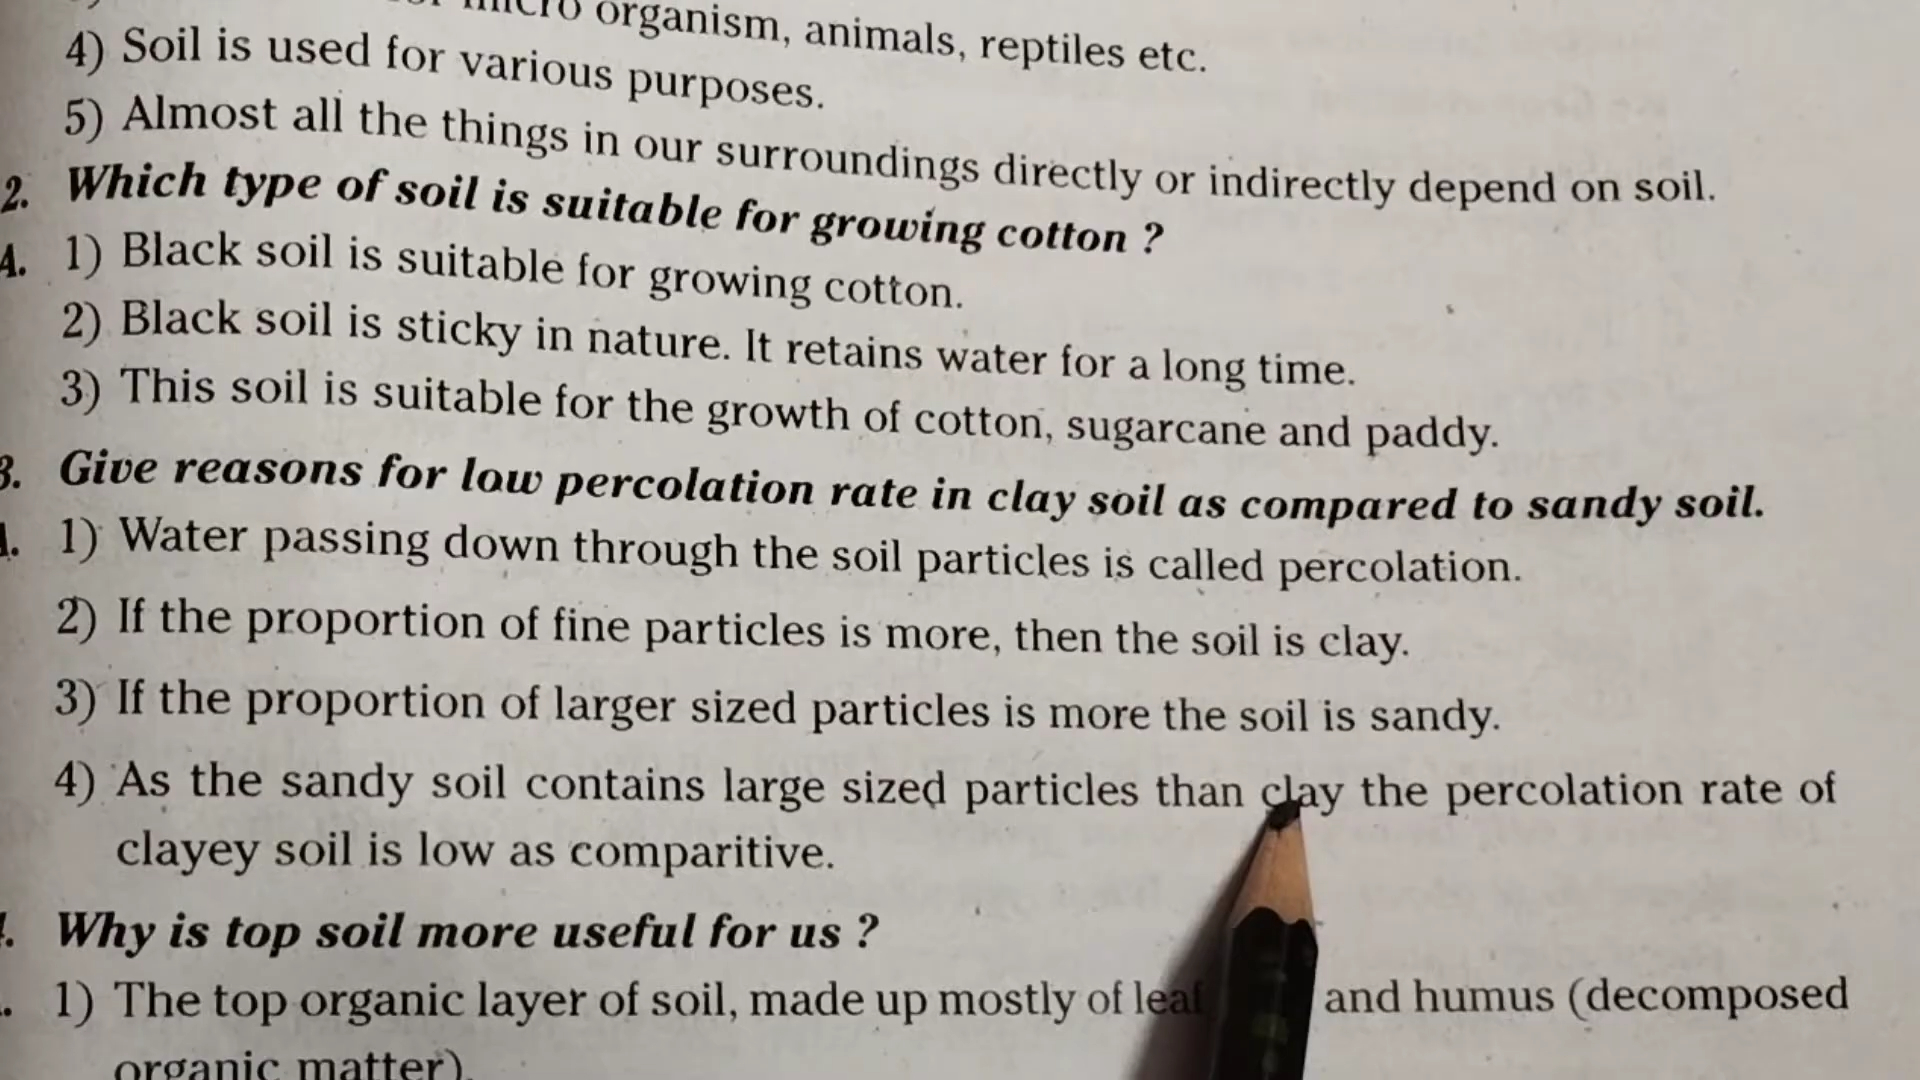 micro organism, animals, reptiles etc.
4) Soil is used for various purposes.
5) Almost all the things in our surroundings directly or indirectly depend on soil.
2. Which type of soil is suitable for growing cotton ?
A. 1) Black soil is suitable for growing cotton.
2) Black soil is sticky in nature. It retains water for a long time.
3) This soil is suitable for the growth of cotton, sugarcane and paddy.
3. Give reasons for low percolation rate in clay soil as compared to sandy soil.
A. 1) Water passing down through the soil particles is called percolation.
2) If the proportion of fine particles is more, then the soil is clay.
3) If the proportion of larger sized particles is more the soil is sandy.
4) As the sandy soil contains large sized particles than clay the percolation rate of
clayey soil is low as comparitive.
Why is top soil more useful for us ?
1) The top organic layer of soil, made up mostly of leaf and humus (decomposed
organic matter).